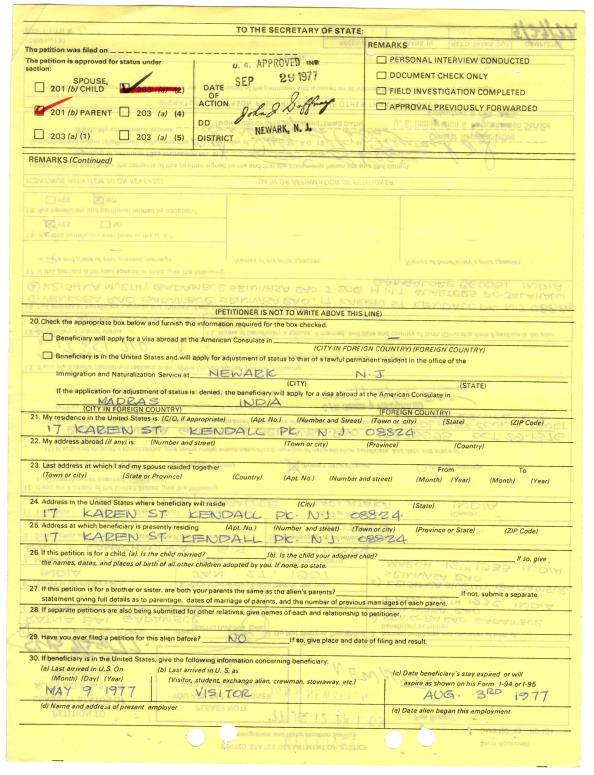 TO THE SECRETARY OF STATE:
The petition was filed on
The petition is approved for status under section:
SPOUSE,
201 (b) CHILD 203 (a) (2)
201 (b) PARENT 203 (a) (4)
203 (a) (1) 203 (a) (5)
DATE OF ACTION
DD
DISTRICT
U. S. APPROVED
SEP 29 1977
NEWARK, N. J.
REMARKS
PERSONAL INTERVIEW CONDUCTED
DOCUMENT CHECK ONLY
FIELD INVESTIGATION COMPLETED
APPROVAL PREVIOUSLY FORWARDED
REMARKS (Continued)
(PETITIONER IS NOT TO WRITE ABOVE THIS LINE)
20. Check the appropriate box below and furnish the information required for the box checked:
Beneficiary will apply for a visa abroad at the American Consulate in —
(CITY IN FOREIGN COUNTRY) (FOREIGN COUNTRY)
Beneficiary is in the United States and will apply for adjustment of status to that of a lawful permanent resident in the office of the
Immigration and Naturalization Service at NEWARK N.J
(CITY) (STATE)
If the application for adjustment of status is denied, the beneficiary will apply for a visa abroad at the American Consulate in
MADRAS INDIA
(CITY IN FOREIGN COUNTRY) (FOREIGN COUNTRY)
21. My residence in the United States is: (C/O, if appropriate) (Apt. No.) (Number and street) (Town or city) (State) (ZIP Code)
17 KAREN ST. KENDALL PK. N.J. 08824
22. My address abroad (if any) is: (Number and street) (Town or city) (Province) (Country)
23. Last address at which I and my spouse resided together From To
(Town or city) (State or Province) (Country) (Apt. No.) (Number and street) (Month) (Year) (Month) (Year)
24. Address in the United States where beneficiary will reside (City) (State)
17 KAREN ST. KENDALL PK. N.J. 08824
25. Address at which beneficiary is presently residing (Apt. No.) (Number and street) (Town or city) (Province or State) (ZIP Code)
17 KAREN ST. KENDALL PK. N.J. 08824
26. If this petition is for a child, (a). Is the child married? (b). Is the child your adopted child? If so, give
the names, dates, and places of birth of all other children adopted by you. If none, so state.
27. If this petition is for a brother or sister, are both your parents the same as the alien's parents? If not, submit a separate
statement giving full details as to parentage, dates of marriage of parents, and the number of previous marriages of each parent.
28. If separate petitions are also being submitted for other relatives, give names of each and relationship to petitioner.
29. Have you ever filed a petition for this alien before? NO If so, give place and date of filing and result.
30. If beneficiary is in the United States, give the following information concerning beneficiary:
(a) Last arrived in U.S. On
(Month) (Day) (Year)
MAY 9 1977
(b) Last arrived in U.S. as
(Visitor, student, exchange alien, crewman, stowaway, etc.)
VISITOR
(c) Date beneficiary's stay expired or will
expire as shown on his Form I-94 or I-95
AUG. 3RD 1977
(d) Name and address of present employer
(e) Date alien began this employment